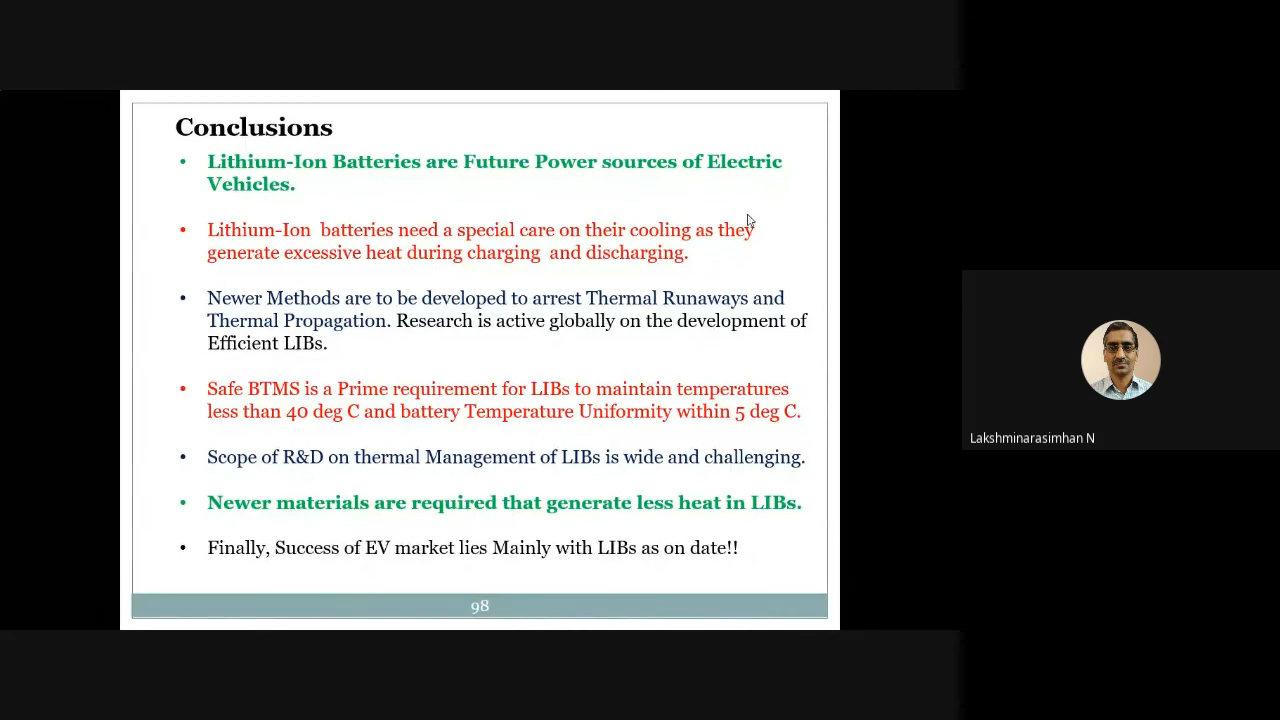 Conclusions
• Lithium-Ion Batteries are Future Power sources of Electric
Vehicles.
• Lithium-Ion  batteries need a special care on their cooling as they
generate excessive heat during charging  and discharging.
• Newer Methods are to be developed to arrest Thermal Runaways and
Thermal Propagation. Research is active globally on the development of
Efficient LIBs.
• Safe BTMS is a Prime requirement for LIBs to maintain temperatures
less than 40 deg C and battery Temperature Uniformity within 5 deg C.
• Scope of R&D on thermal Management of LIBs is wide and challenging.
• Newer materials are required that generate less heat in LIBs.
• Finally, Success of EV market lies Mainly with LIBs as on date!!
98
Lakshminarasimhan N